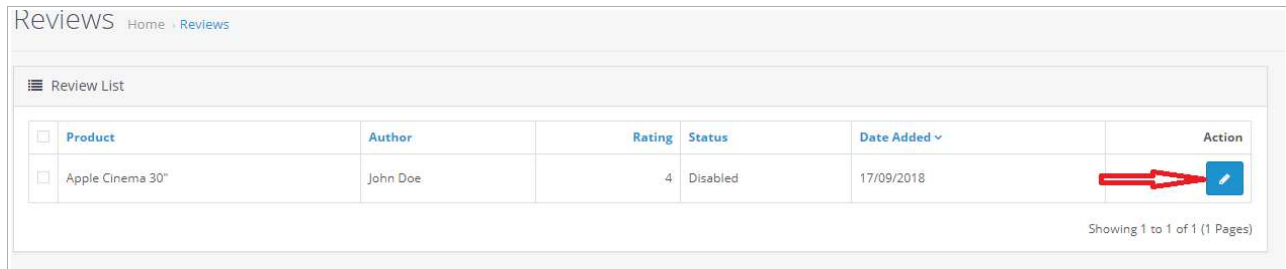 Reviews Home › Reviews
Review List
Product Author Rating Status Date Added Action
Apple Cinema 30" John Doe 4 Disabled 17/09/2018
Showing 1 to 1 of 1 (1 Pages)